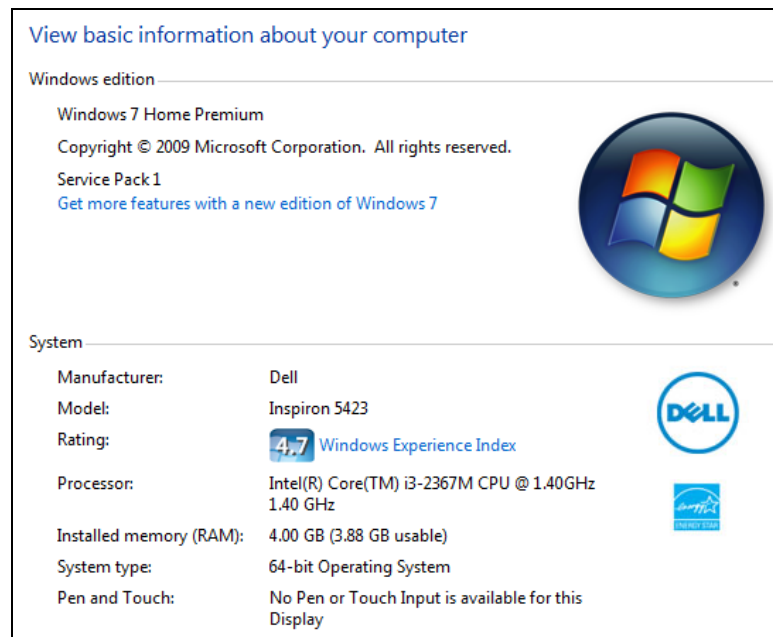 View basic information about your computer
Windows edition
Windows 7 Home Premium
Copyright © 2009 Microsoft Corporation. All rights reserved.
Service Pack 1
Get more features with a new edition of Windows 7
System
Manufacturer: Dell
Model: Inspiron 5423
Rating: 4,7 Windows Experience Index
Processor: Intel(R) Core(TM) i3-2367M CPU @ 1.40GHz
1.40 GHz
Installed memory (RAM): 4.00 GB (3.88 GB usable)
System type: 64-bit Operating System
Pen and Touch: No Pen or Touch Input is available for this
Display
DELL
energy
ENERGY STAR